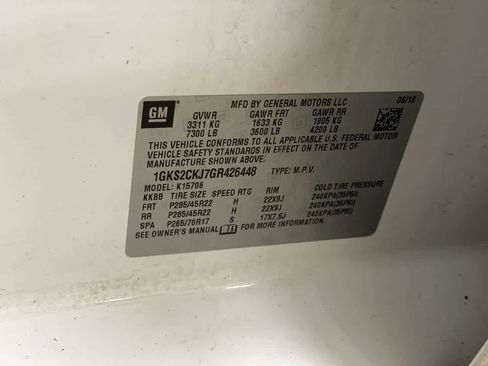 MFD BY GENERAL MOTORS LLC 06/16
GM GVWR GAWR FRT GAWR RR
3311 KG 1633 KG 1905 KG
7300 LB 3600 LB 4200 LB
THIS VEHICLE CONFORMS TO ALL APPLICABLE U.S. FEDERAL MOTOR
VEHICLE SAFETY STANDARDS IN EFFECT ON THE DATE OF
MANUFACTURE SHOWN ABOVE.
1GKS2CKJ7GR426448 TYPE: M.P.V.
MODEL: K15706
KKBB TIRE SIZE SPEED RTG RIM COLD TIRE PRESSURE
FRT P285/45R22 H 22X9J 240KPA(35PSI)
RR P285/45R22 H 22X9J 240KPA(35PSI)
SPA P265/70R17 S 17X7.5J 240KPA(35PSI)
SEE OWNER'S MANUAL FOR MORE INFORMATION.